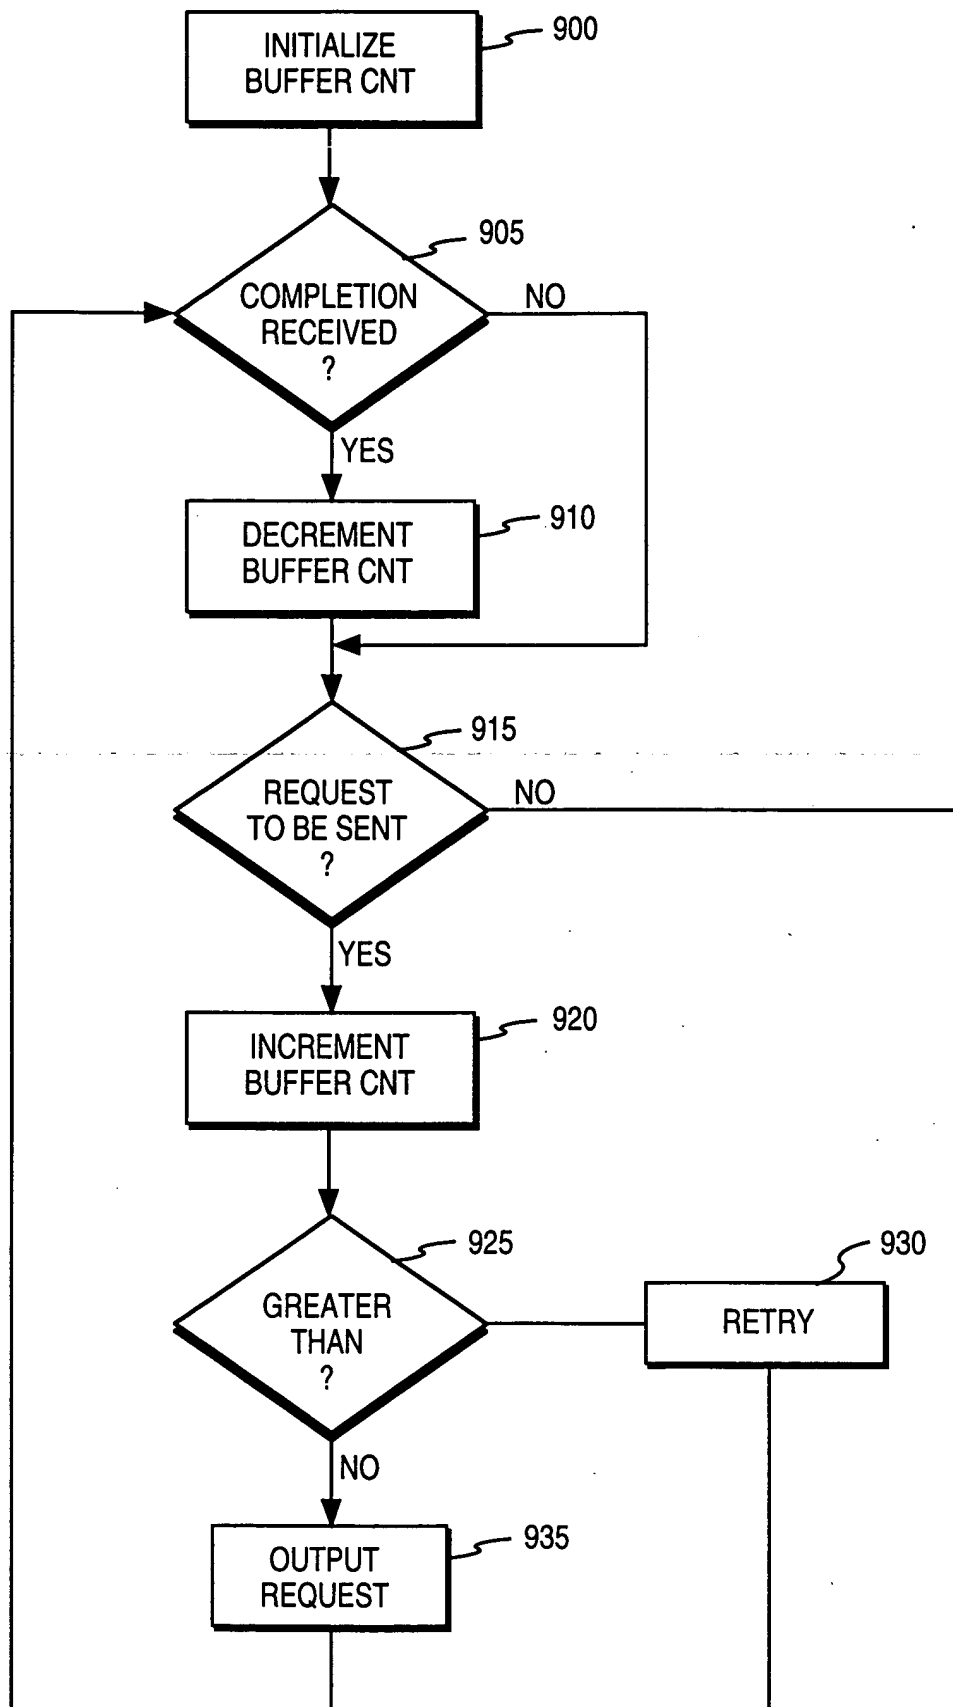 INITIALIZE
BUFFER CNT
900
905
COMPLETION
RECEIVED
?
NO
YES
DECREMENT
BUFFER CNT
910
915
REQUEST
TO BE SENT
?
NO
YES
INCREMENT
BUFFER CNT
920
925
GREATER
THAN
?
930
RETRY
NO
OUTPUT
REQUEST
935